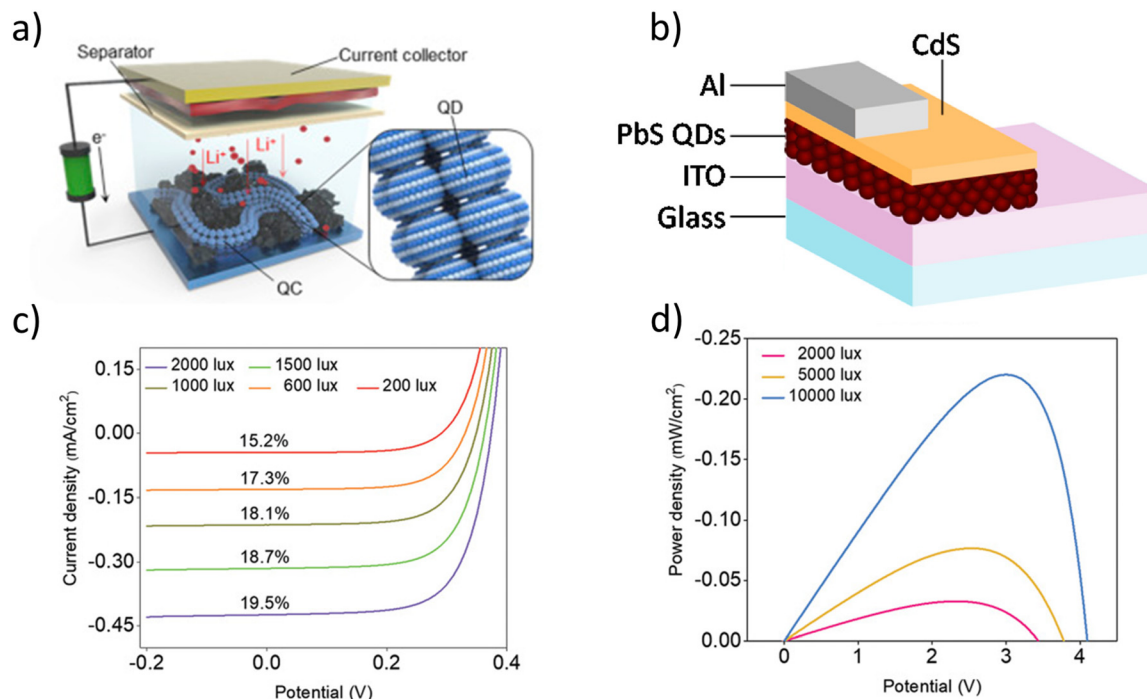 a)
Separator
Current collector
QD
e-
Li+
Li+
QC
b)
CdS
Al
PbS QDs
ITO
Glass
c)
0.15
0.00
-0.15
-0.30
-0.45
Current density (mA/cm²)
2000 lux
1500 lux
1000 lux
600 lux
200 lux
15.2%
17.3%
18.1%
18.7%
19.5%
-0.2
0.0
0.2
0.4
Potential (V)
d)
-0.25
-0.20
-0.15
-0.10
-0.05
0.00
Power density (mW/cm²)
2000 lux
5000 lux
10000 lux
0
1
2
3
4
Potential (V)